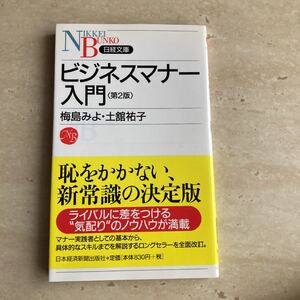 NIKKEI
BUNKO
日経文庫
ビジネスマナー
入門〈第2版〉
梅島みよ・土舘祐子
NB
恥をかかない、
新常識の決定版
ライバルに差をつける
“気配り”のノウハウが満載
マナー実践者としての基本から、
具体的なスキルまでを解説するロングセラーを全面改訂。
日本経済新聞出版社●定価[本体830円+税]